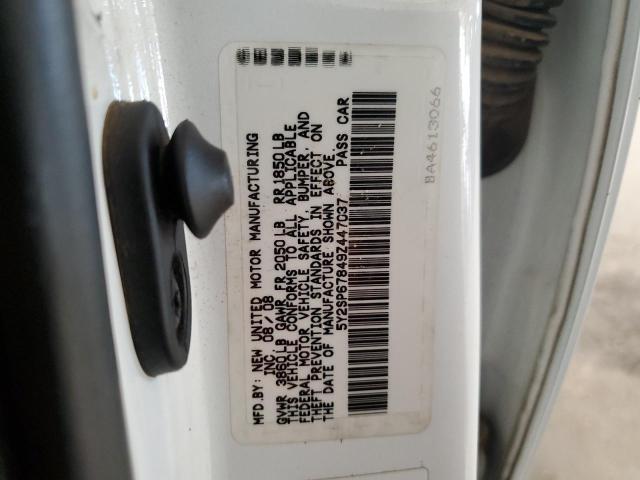 MFD.BY: NEW UNITED MOTOR MANUFACTURING
INC 08/08
GVWR 3860LB GAWR FR 2050LB RR 1850LB
THIS VEHICLE CONFORMS TO ALL APPLICABLE
FEDERAL MOTOR VEHICLE SAFETY, BUMPER, AND
THEFT PREVENTION STANDARDS IN EFFECT ON
THE DATE OF MANUFACTURE SHOWN ABOVE.
5Y2SP67849Z447037 PASS CAR
BA4613066